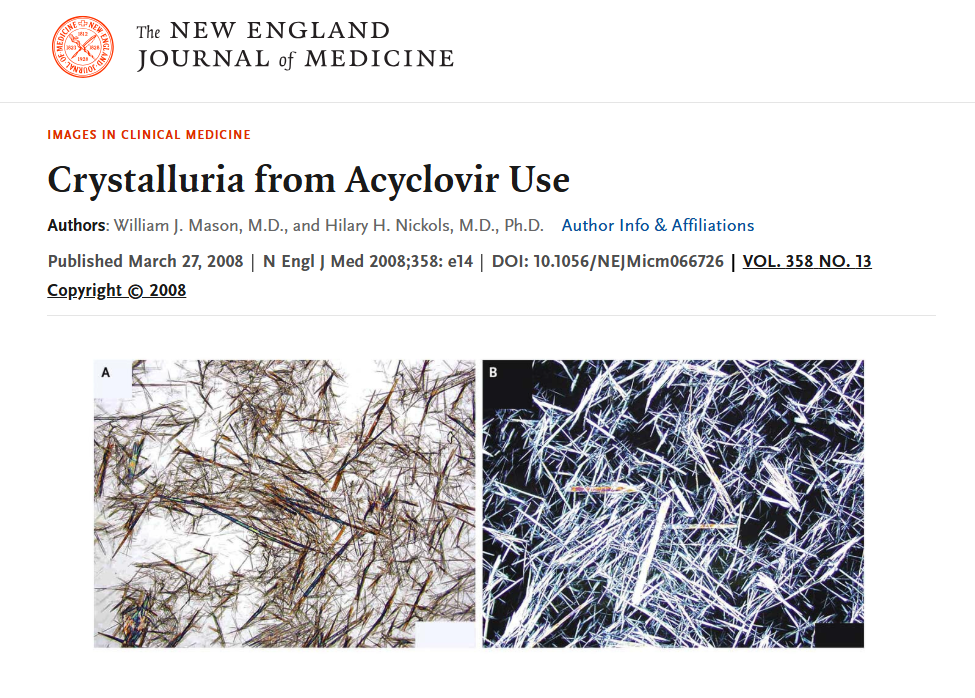 The NEW ENGLAND
JOURNAL of MEDICINE
IMAGES IN CLINICAL MEDICINE
Crystalluria from Acyclovir Use
Authors: William J. Mason, M.D., and Hilary H. Nickols, M.D., Ph.D. Author Info & Affiliations
Published March 27, 2008 | N Engl J Med 2008;358: e14 | DOI: 10.1056/NEJMicm066726 | VOL. 358 NO. 13
Copyright © 2008
A
B